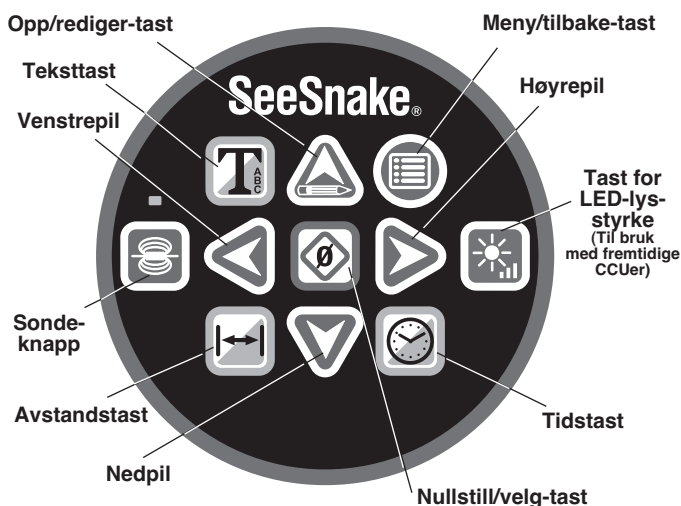 Opp/rediger-tast
Meny/tilbake-tast
Teksttast
Høyrepil
Venstrepil
SeeSnake®
T
A
B
C
Tast for
LED-lys-
styrke
(Til bruk
med fremtidige
CCUer)
Ø
Sonde-
knapp
Avstandstast
Tidstast
Nedpil
Nullstill/velg-tast